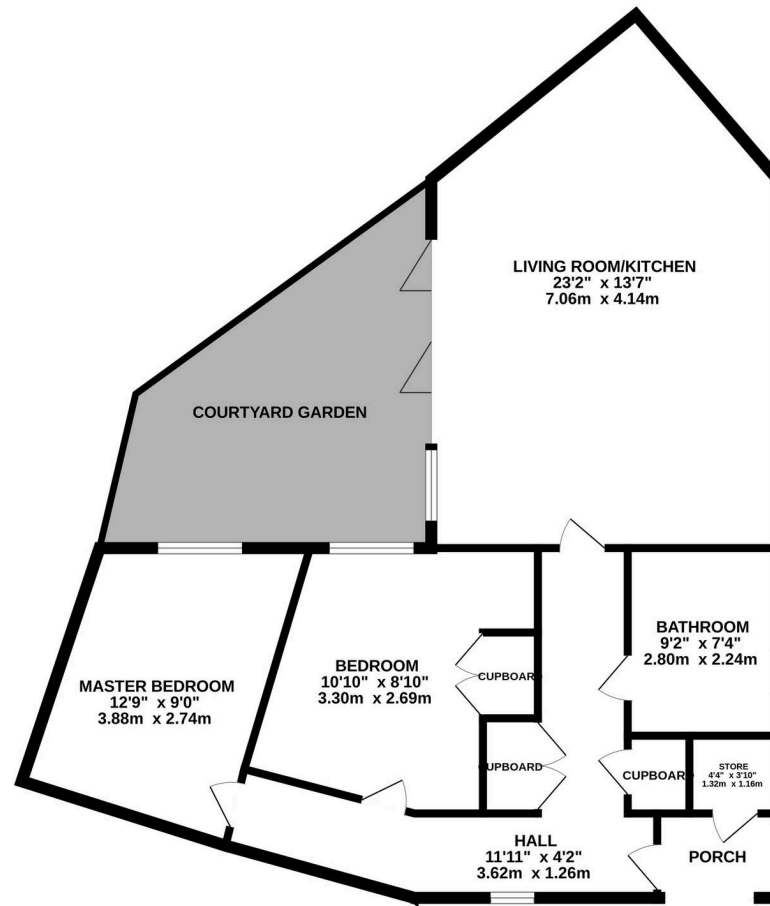 LIVING ROOM/KITCHEN
23'2" x 13'7"
7.06m x 4.14m
COURTYARD GARDEN
MASTER BEDROOM
12'9" x 9'0"
3.88m x 2.74m
BEDROOM
10'10" x 8'10"
3.30m x 2.69m
CUPBOARD
BATHROOM
9'2" x 7'4"
2.80m x 2.24m
CUPBOARD
CUPBOARD
STORE
4'4" x 3'10"
1.32m x 1.16m
HALL
11'11" x 4'2"
3.62m x 1.26m
PORCH